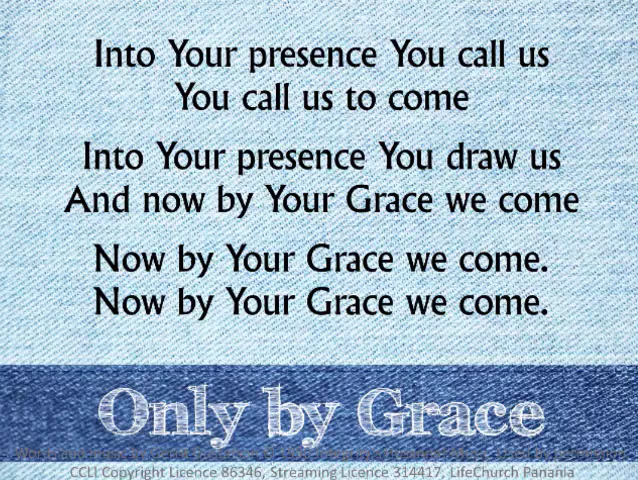 Into Your presence You call us
You call us to come
Into Your presence You draw us
And now by Your Grace we come
Now by Your Grace we come.
Now by Your Grace we come.
Only by Grace
CCLI Copyright Licence 86346, Streaming Licence 314417, LifeChurch Panania